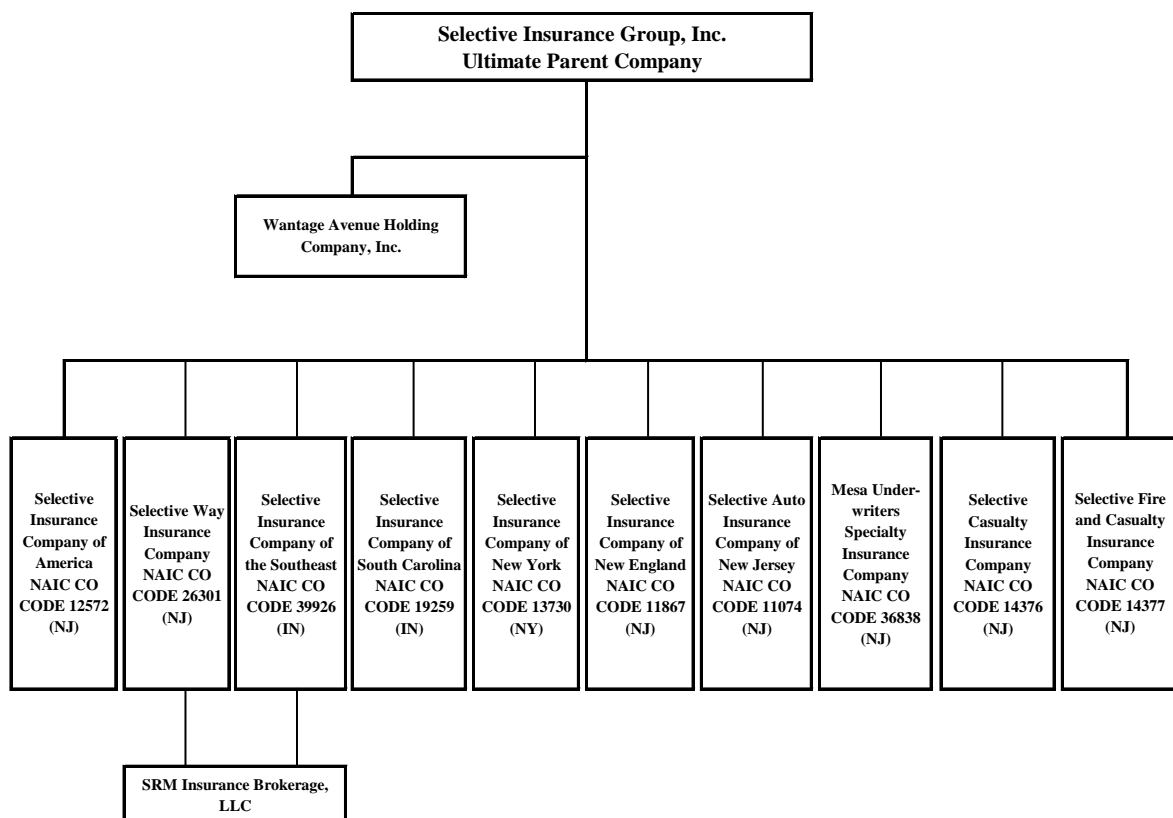 Selective Insurance Group, Inc.
Ultimate Parent Company
Wantage Avenue Holding
Company, Inc.
Selective
Insurance
Company of
America
NAIC CO
CODE 12572
(NJ)
Selective Way
Insurance
Company
NAIC CO
CODE 26301
(NJ)
Selective
Insurance
Company of
the Southeast
NAIC CO
CODE 39926
(IN)
Selective
Insurance
Company of
South Carolina
NAIC CO
CODE 19259
(IN)
Selective
Insurance
Company of
New York
NAIC CO
CODE 13730
(NY)
Selective
Insurance
Company of
New England
NAIC CO
CODE 11867
(NJ)
Selective Auto
Insurance
Company of
New Jersey
NAIC CO
CODE 11074
(NJ)
Mesa Under-
writers
Specialty
Insurance
Company
NAIC CO
CODE 36838
(NJ)
Selective
Casualty
Insurance
Company
NAIC CO
CODE 14376
(NJ)
Selective Fire
and Casualty
Insurance
Company
NAIC CO
CODE 14377
(NJ)
SRM Insurance Brokerage,
LLC